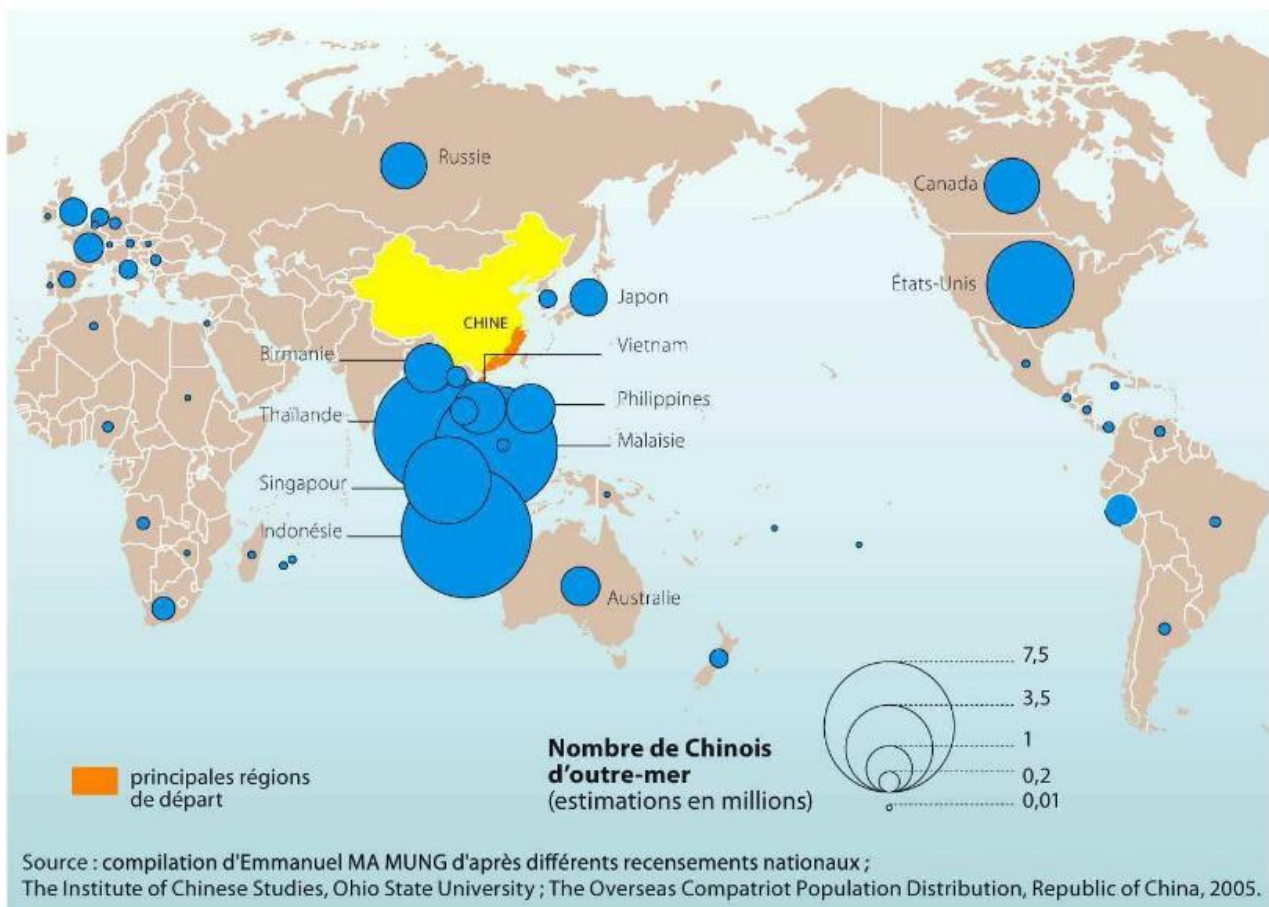 Russie
Canada
États-Unis
Japon
CHINE
Birmanie
Vietnam
Thaïlande
Philippines
Malaisie
Singapour
Indonésie
Australie
7,5
3,5
1
0,2
0,01
Nombre de Chinois
d'outre-mer
(estimations en millions)
principales régions
de départ
Source : compilation d'Emmanuel MA MUNG d'après différents recensements nationaux ;
The Institute of Chinese Studies, Ohio State University ; The Overseas Compatriot Population Distribution, Republic of China, 2005.